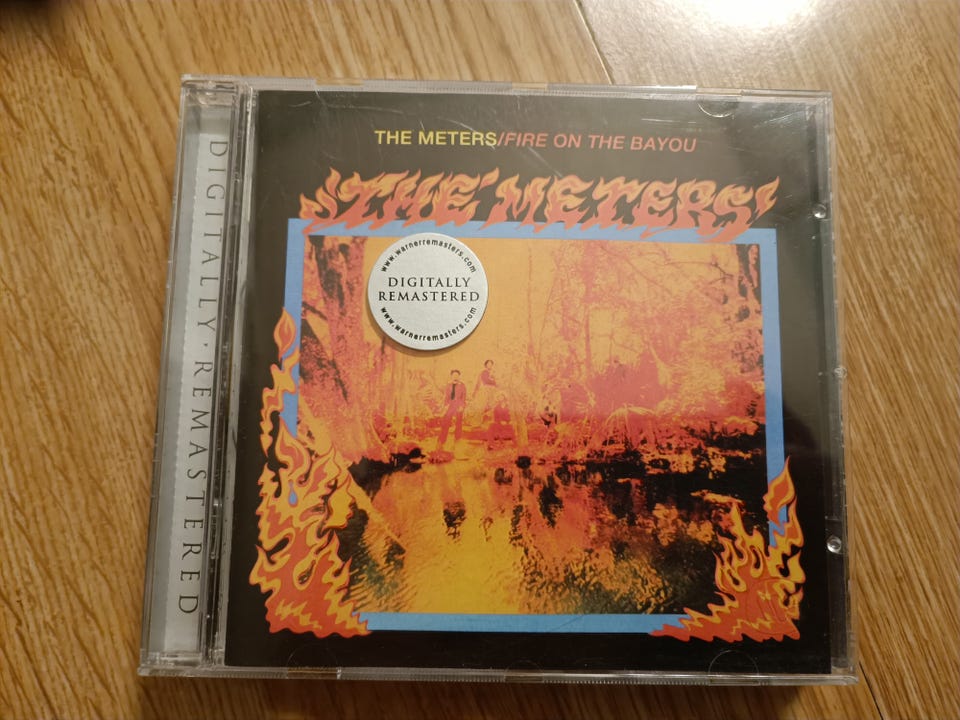 THE METERS/FIRE ON THE BAYOU
THE METERS
www.warnerremasters.com
DIGITALLY
REMASTERED
www.warnerremasters.com
DIGITALLY · REMASTERED